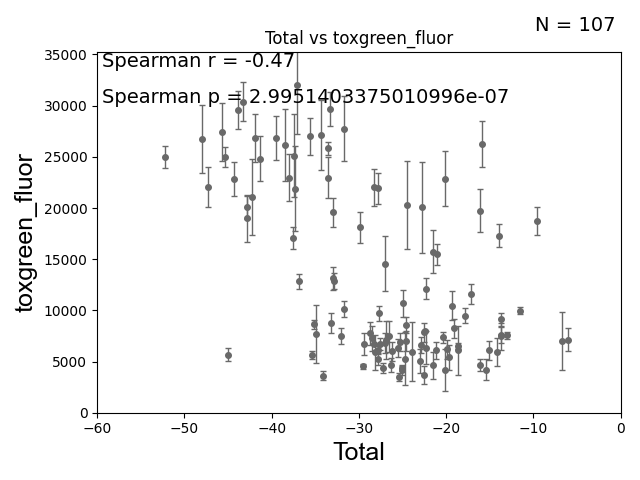 N = 107
Total vs toxgreen_fluor
Spearman r = -0.47
Spearman p = 2.9951403375010996e-07
35000
30000
25000
20000
15000
10000
5000
0
toxgreen_fluor
−60 −50 −40 −30 −20 −10 0
Total